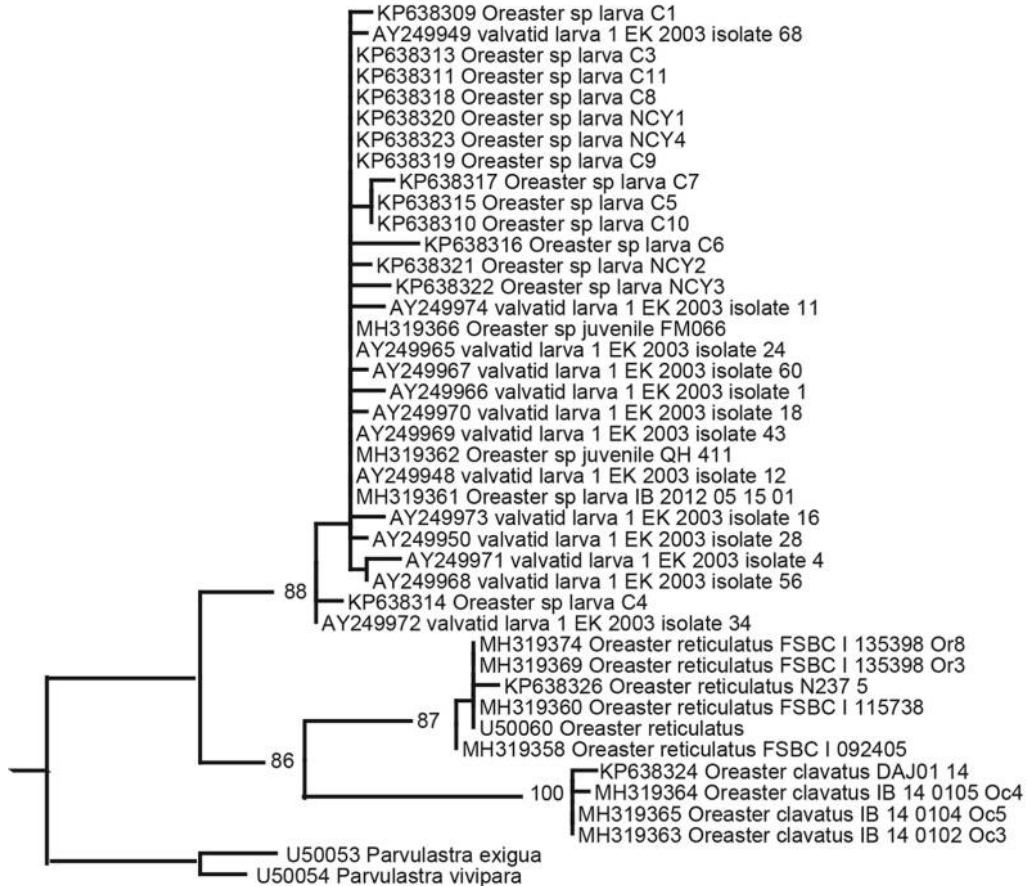 KP638309 Oreaster sp larva C1
AY249949 valvatid larva 1 EK 2003 isolate 68
KP638313 Oreaster sp larva C3
KP638311 Oreaster sp larva C11
KP638318 Oreaster sp larva C8
KP638320 Oreaster sp larva NCY1
KP638323 Oreaster sp larva NCY4
KP638319 Oreaster sp larva C9
KP638317 Oreaster sp larva C7
KP638315 Oreaster sp larva C5
KP638310 Oreaster sp larva C10
KP638316 Oreaster sp larva C6
KP638321 Oreaster sp larva NCY2
KP638322 Oreaster sp larva NCY3
AY249974 valvatid larva 1 EK 2003 isolate 11
MH319366 Oreaster sp juvenile FM066
AY249965 valvatid larva 1 EK 2003 isolate 24
AY249967 valvatid larva 1 EK 2003 isolate 60
AY249966 valvatid larva 1 EK 2003 isolate 1
AY249970 valvatid larva 1 EK 2003 isolate 18
AY249969 valvatid larva 1 EK 2003 isolate 43
MH319362 Oreaster sp juvenile QH 411
AY249948 valvatid larva 1 EK 2003 isolate 12
MH319361 Oreaster sp larva IB 2012 05 15 01
AY249973 valvatid larva 1 EK 2003 isolate 16
AY249950 valvatid larva 1 EK 2003 isolate 28
AY249971 valvatid larva 1 EK 2003 isolate 4
AY249968 valvatid larva 1 EK 2003 isolate 56
88
KP638314 Oreaster sp larva C4
AY249972 valvatid larva 1 EK 2003 isolate 34
MH319374 Oreaster reticulatus FSBC I 135398 Or8
MH319369 Oreaster reticulatus FSBC I 135398 Or3
KP638326 Oreaster reticulatus N237 5
MH319360 Oreaster reticulatus FSBC I 115738
87
U50060 Oreaster reticulatus
MH319358 Oreaster reticulatus FSBC I 092405
86
KP638324 Oreaster clavatus DAJ01 14
100
MH319364 Oreaster clavatus IB 14 0105 Oc4
MH319365 Oreaster clavatus IB 14 0104 Oc5
MH319363 Oreaster clavatus IB 14 0102 Oc3
U50053 Parvulastra exigua
U50054 Parvulastra vivipara